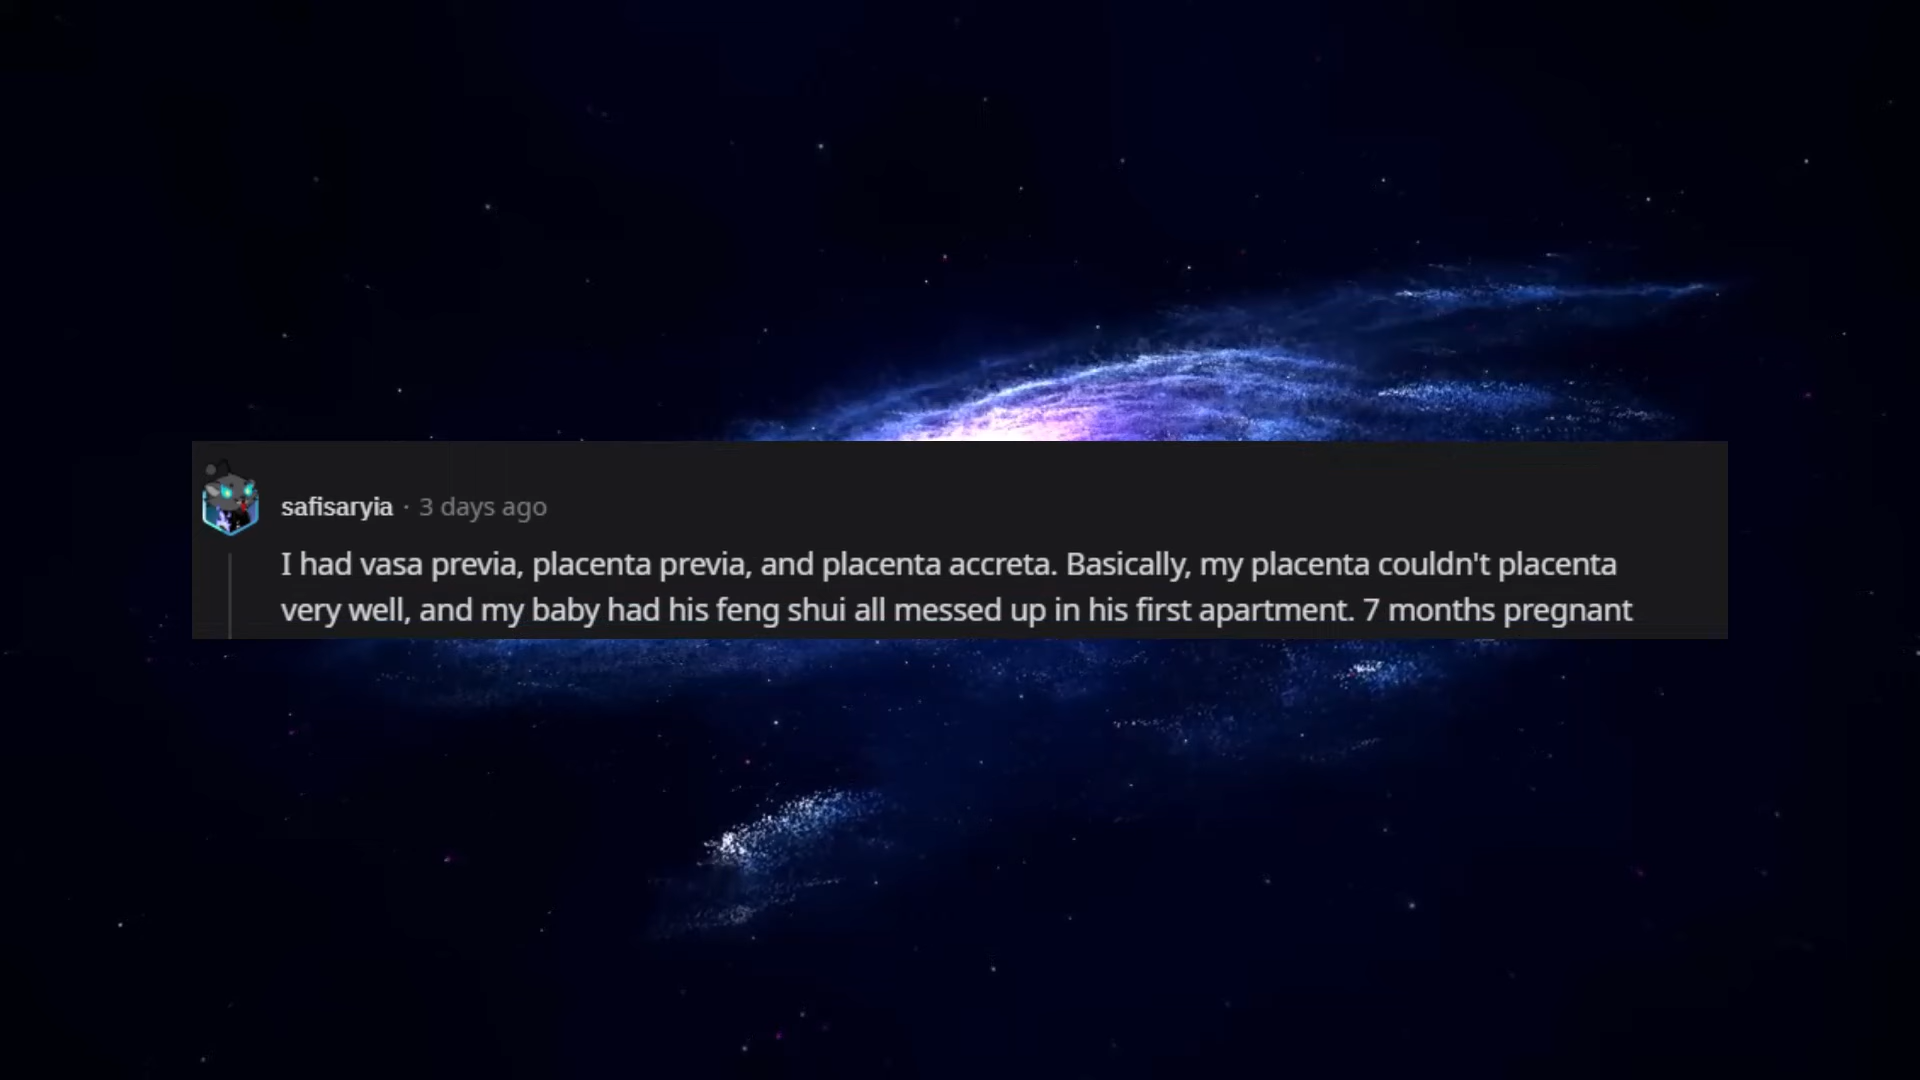 safisaryia · 3 days ago
I had vasa previa, placenta previa, and placenta accreta. Basically, my placenta couldn't placenta
very well, and my baby had his feng shui all messed up in his first apartment. 7 months pregnant